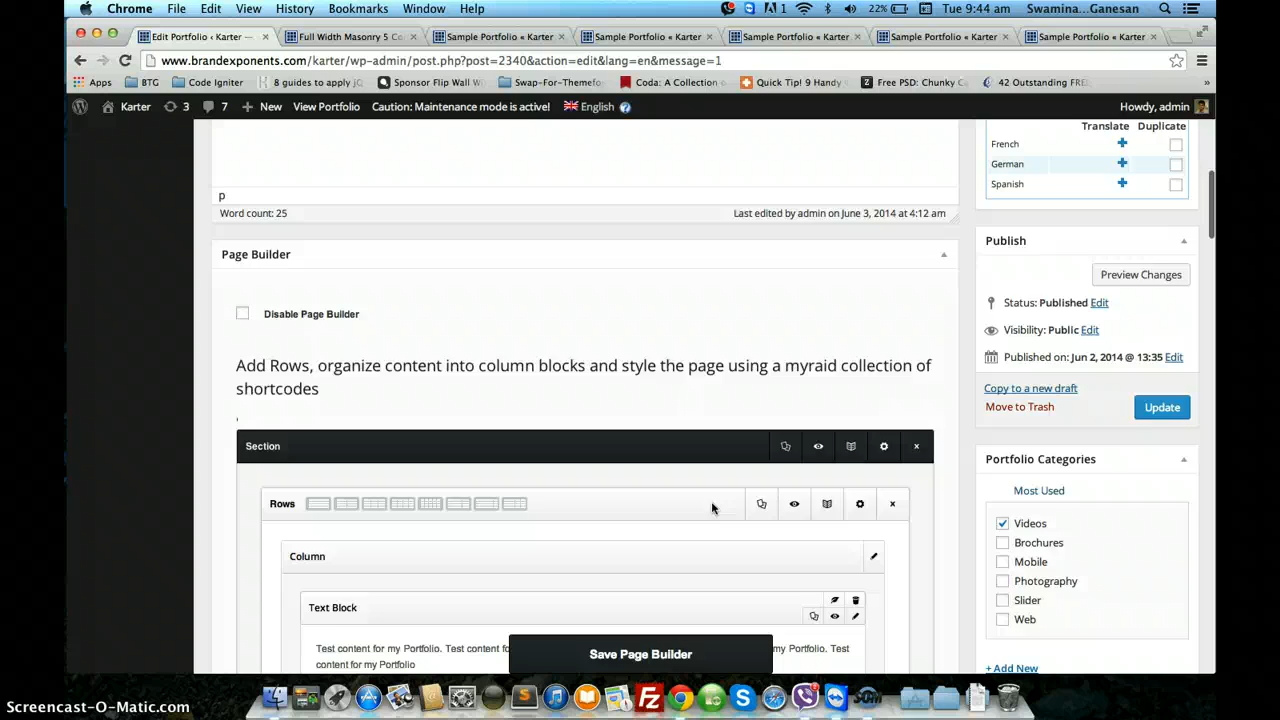 Chrome File Edit View History Bookmarks Window Help 1 22% Tue 9:44 am Swamina...Ganesan
Edit Portfolio ‹ Karter — Full Width Masonry 5 Co Sample Portfolio « Karter Sample Portfolio « Karter Sample Portfolio « Karter Sample Portfolio « Karter Sample Portfolio « Karter
www.brandexponents.com/karter/wp-admin/post.php?post=2340&action=edit&lang=en&message=1
Apps BTG Code Igniter 8 guides to apply Sponsor Flip Wall W Swap-For-Themefo Coda: A Collection o Quick Tip! 9 Handy Free PSD: Chunky Ca 42 Outstanding FRE »
Karter 3 7 New View Portfolio Caution: Maintenance mode is active! English Howdy, admin
Translate Duplicate
French
German
Spanish
p
Word count: 25 Last edited by admin on June 3, 2014 at 4:12 am
Page Builder
Disable Page Builder
Add Rows, organize content into column blocks and style the page using a myraid collection of
shortcodes
Section
Rows
Column
Text Block
Test content for my Portfolio. Test content fo my Portfolio. Test
content for my Portfolio
Save Page Builder
Publish
Preview Changes
Status: Published Edit
Visibility: Public Edit
Published on: Jun 2, 2014 @ 13:35 Edit
Copy to a new draft
Move to Trash
Update
Portfolio Categories
Most Used
Videos
Brochures
Mobile
Photography
Slider
Web
+ Add New
Screencast-O-Matic.com